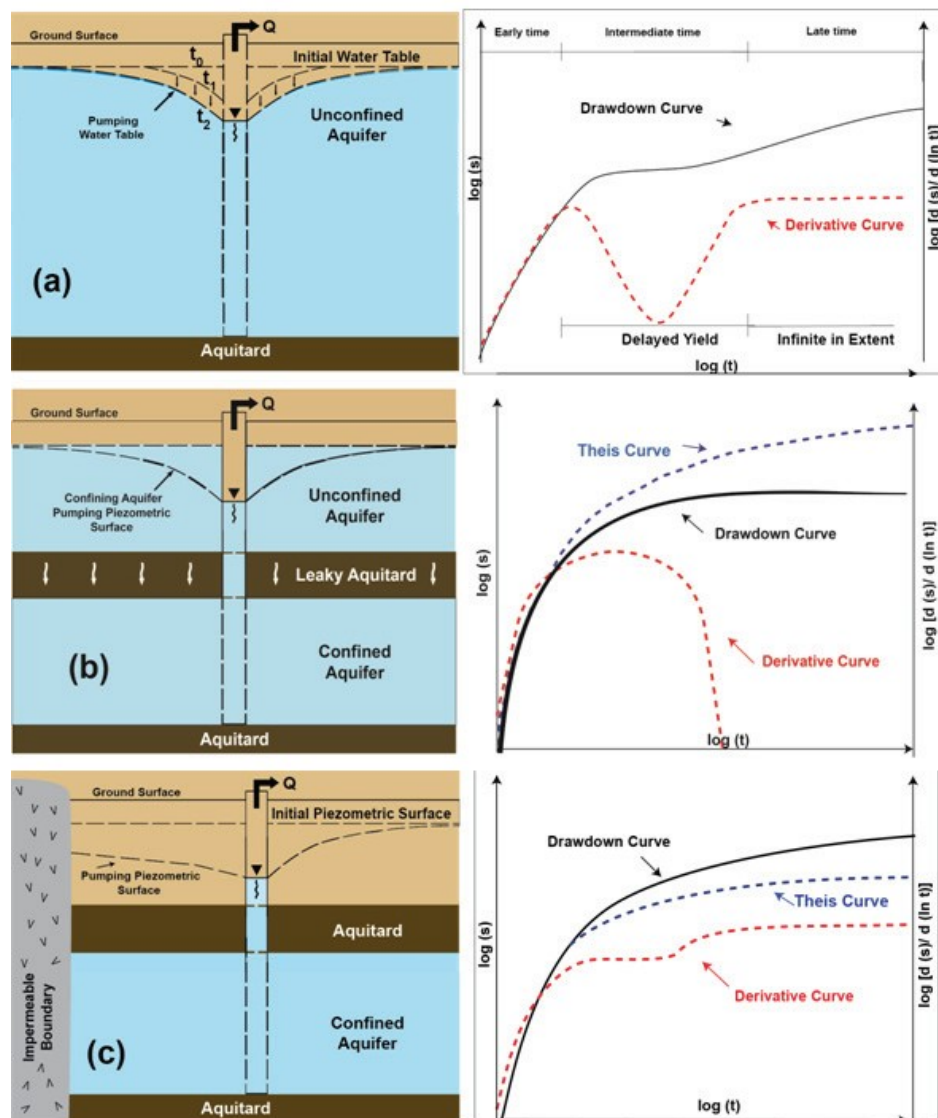 Q
Ground Surface
Initial Water Table
t0
t1
t2
Pumping
Water Table
Unconfined
Aquifer
(a)
Aquitard
Early time
Intermediate time
Late time
Drawdown Curve
Derivative Curve
Delayed Yield
Infinite in Extent
log (s)
log [d (s)/ d (ln t)]
log (t)
Q
Ground Surface
Confining Aquifer
Pumping Piezometric
Surface
Unconfined
Aquifer
Leaky Aquitard
(b)
Confined
Aquifer
Aquitard
Theis Curve
Drawdown Curve
Derivative Curve
log (s)
log [d (s)/ d (ln t)]
log (t)
Q
Ground Surface
Initial Piezometric Surface
Pumping Piezometric
Surface
Aquitard
Impermeable
Boundary
(c)
Confined
Aquifer
Aquitard
Drawdown Curve
Theis Curve
Derivative Curve
log (s)
log [d (s)/ d (ln t)]
log (t)